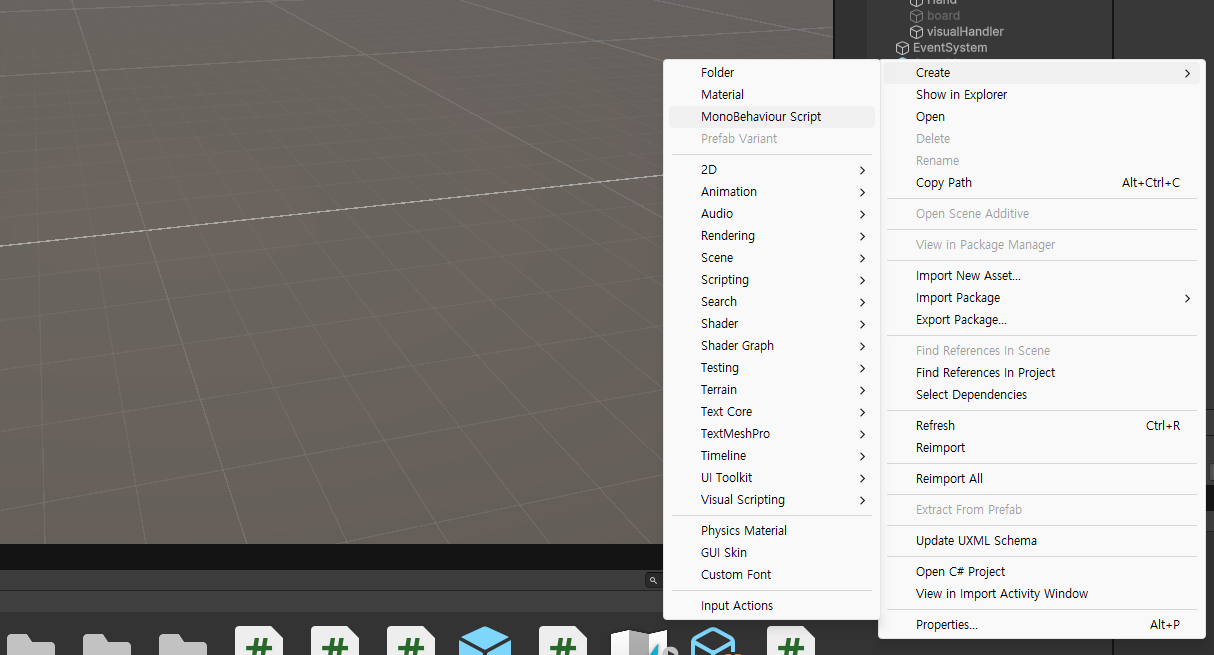 Hand
board
visualHandler
EventSystem
Folder
Material
MonoBehaviour Script
Prefab Variant
2D
Animation
Audio
Rendering
Scene
Scripting
Search
Shader
Shader Graph
Testing
Terrain
Text Core
TextMeshPro
Timeline
UI Toolkit
Visual Scripting
Physics Material
GUI Skin
Custom Font
Input Actions
Create
Show in Explorer
Open
Delete
Rename
Copy Path Alt+Ctrl+C
Open Scene Additive
View in Package Manager
Import New Asset...
Import Package
Export Package...
Find References In Scene
Find References In Project
Select Dependencies
Refresh Ctrl+R
Reimport
Reimport All
Extract From Prefab
Update UXML Schema
Open C# Project
View in Import Activity Window
Properties... Alt+P
# # # # #